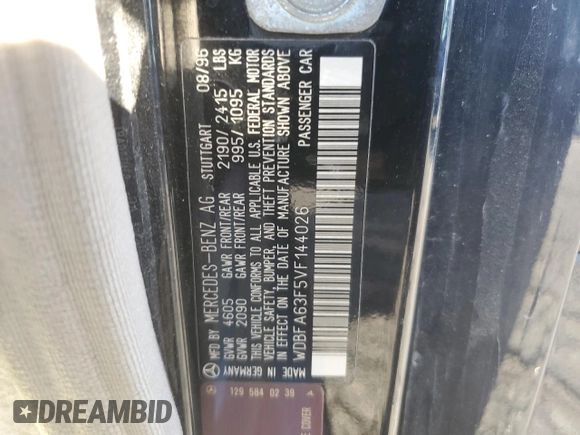 MFD BY MERCEDES-BENZ AG STUTTGART 08/96
GVWR 4605 GAWR FRONT/REAR 2190/2415 LBS
GVWR 2090 GAWR FRONT/REAR 995/1095 KG
THIS VEHICLE CONFORMS TO ALL APPLICABLE U.S. FEDERAL MOTOR
VEHICLE SAFETY, BUMPER, AND THEFT PREVENTION STANDARDS
IN EFFECT ON THE DATE OF MANUFACTURE SHOWN ABOVE
WDBFA63F5VF144026 PASSENGER CAR
MADE IN GERMANY
129 584 02 39
COVER
DREAMBID